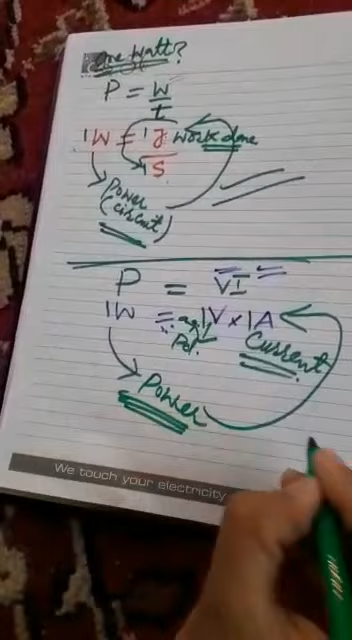 one watt?
P = W/t
1W = 1J work done
1S
Power
(circuit)
P = VI
1W = 1V x 1A
Pot. Current
Power
We touch your electricity